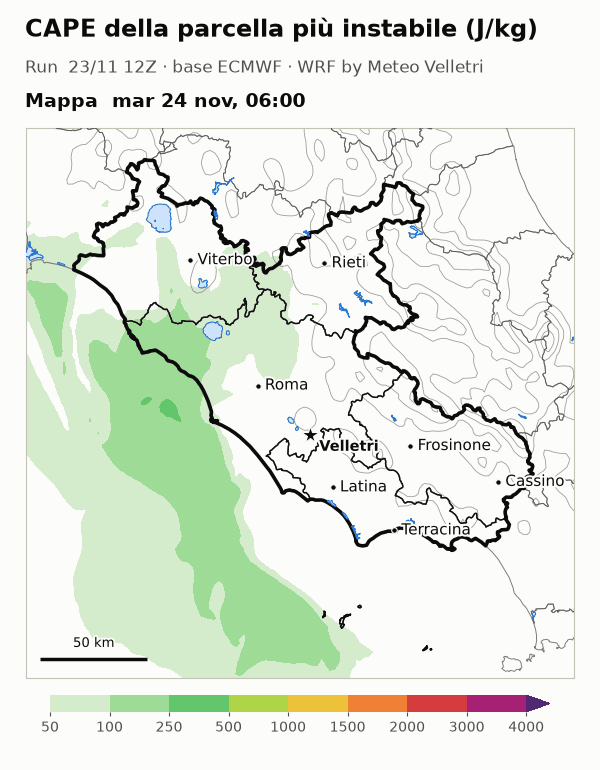 CAPE della parcella più instabile (J/kg)
Run  23/11 12Z · base ECMWF · WRF by Meteo Velletri
Mappa  mar 24 nov, 06:00
Viterbo
Rieti
Roma
Velletri
Frosinone
Cassino
Latina
Terracina
50 km
50 100 250 500 1000 1500 2000 3000 4000